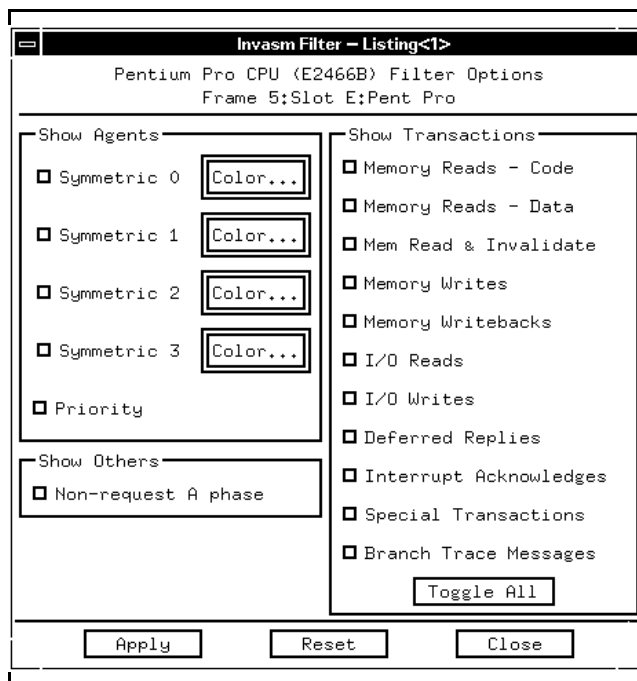 Invasm Filter – Listing<1>
Pentium Pro CPU (E2466B) Filter Options
Frame 5:Slot E:Pent Pro
Show Agents
Symmetric 0 Color...
Symmetric 1 Color...
Symmetric 2 Color...
Symmetric 3 Color...
Priority
Show Others
Non-request A phase
Show Transactions
Memory Reads - Code
Memory Reads - Data
Mem Read & Invalidate
Memory Writes
Memory Writebacks
I/O Reads
I/O Writes
Deferred Replies
Interrupt Acknowledges
Special Transactions
Branch Trace Messages
Toggle All
Apply Reset Close